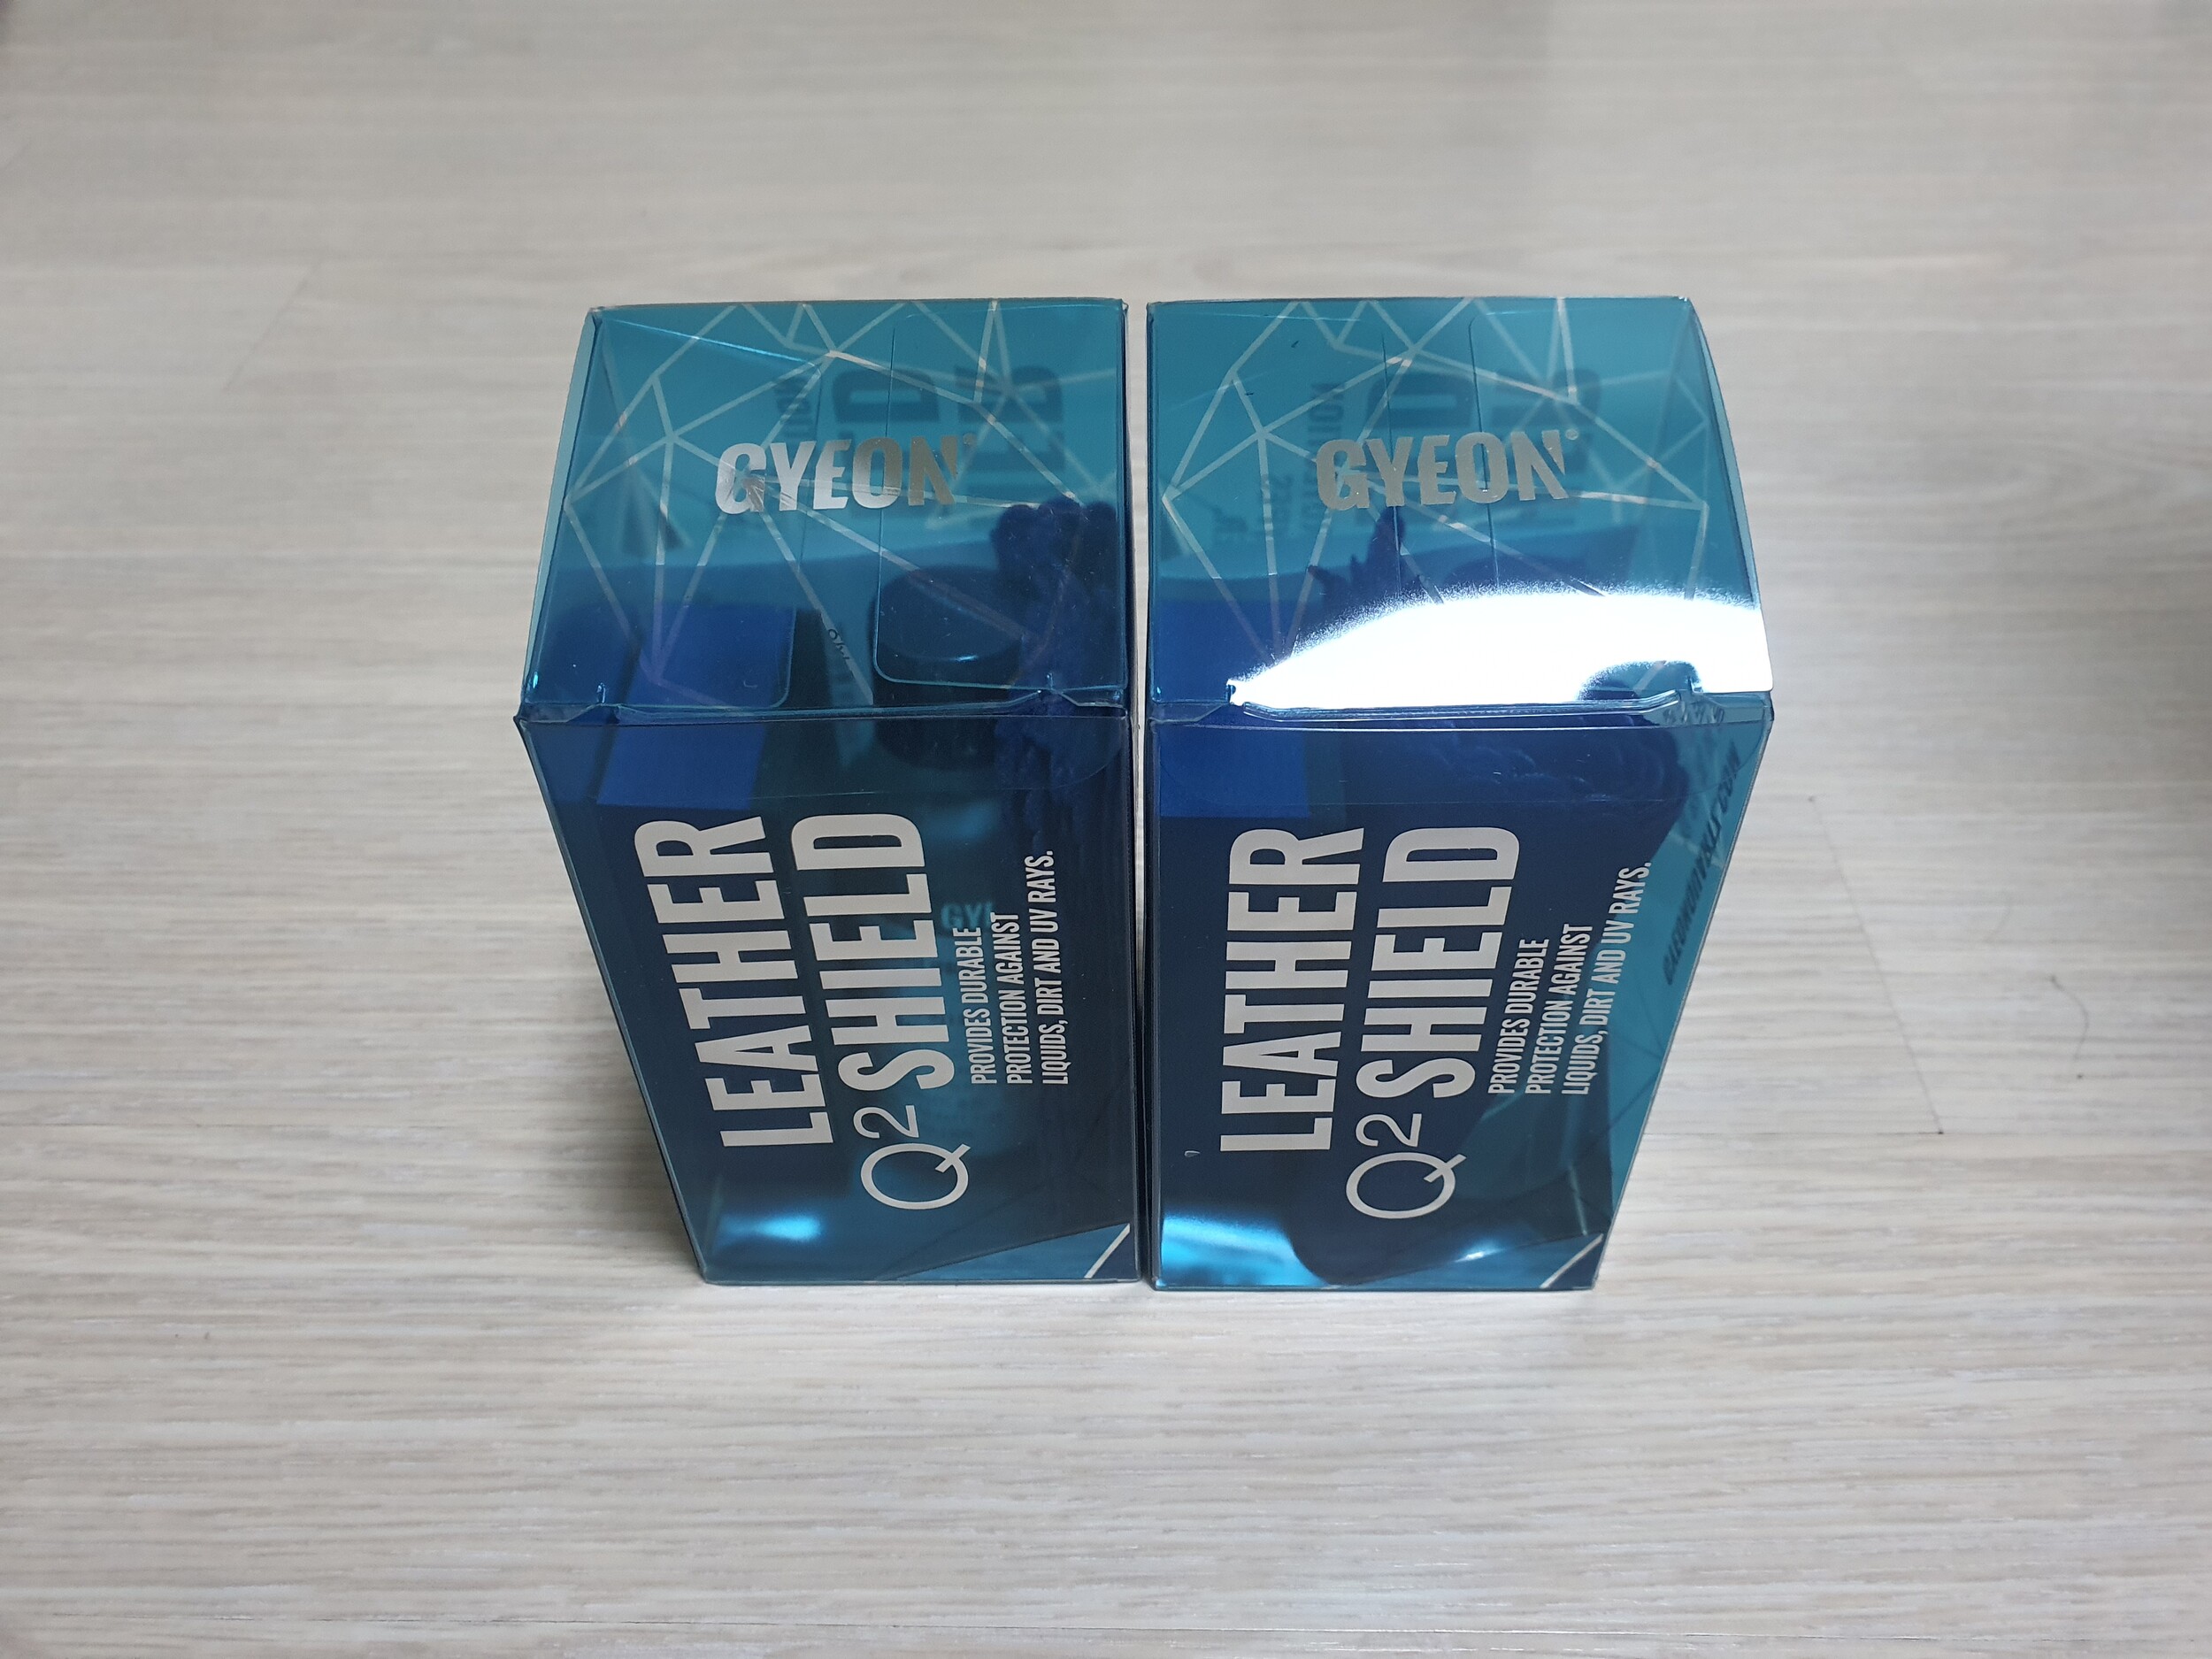 GYEON
LEATHER
Q² SHIELD
PROVIDES DURABLE
PROTECTION AGAINST
LIQUIDS, DIRT AND UV RAYS.
GYEON
LEATHER
Q² SHIELD
PROVIDES DURABLE
PROTECTION AGAINST
LIQUIDS, DIRT AND UV RAYS.